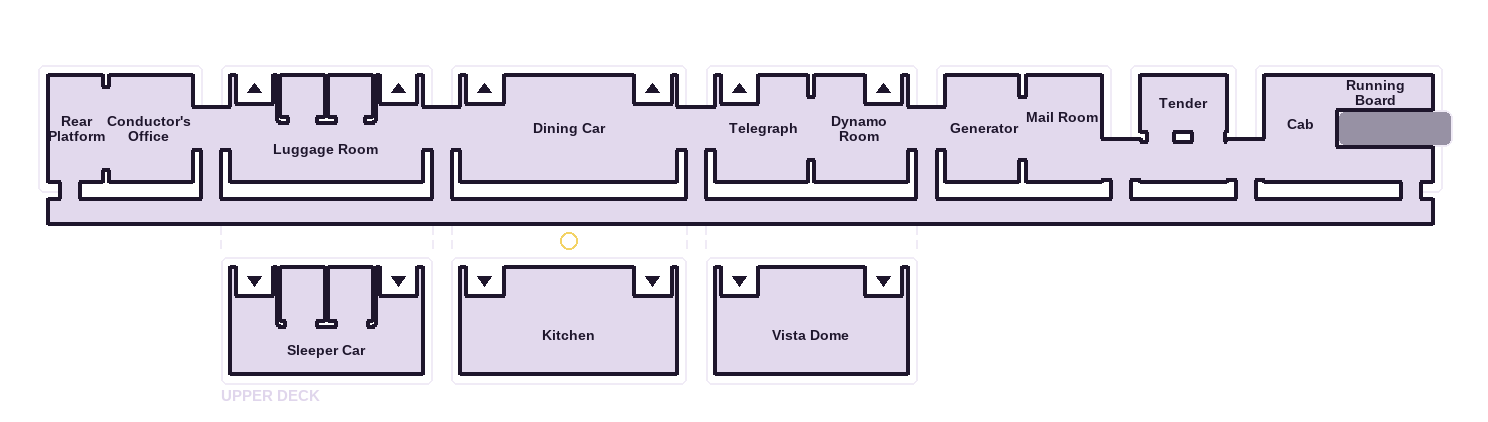 Running
Board
Tender
Rear
Platform
Conductor's
Office
Luggage Room
Dining Car
Telegraph
Dynamo
Room
Generator
Mail Room
Cab
Sleeper Car
Kitchen
Vista Dome
UPPER DECK